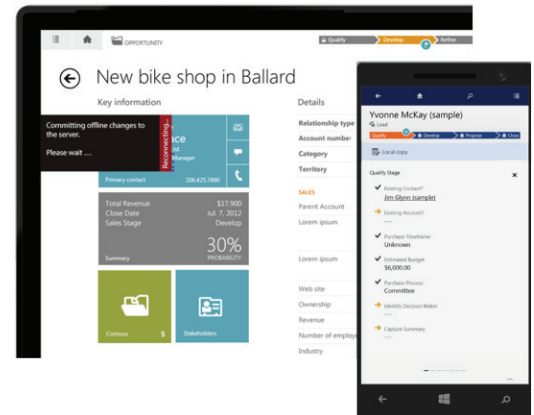 OPPORTUNITY
Qualify
Develop
Refine
New bike shop in Ballard
Key information
Committing offline changes to
the server.
Please wait ...
Reconnecting...
nce
Ltd.
Manager
Primary contact
206.425.7890
Total Revenue
$17,900
Close Date
Jul. 7, 2012
Sales Stage
Develop
30%
Summary
PROBABILITY
Contoso
$
Stakeholders
Details
Relationship type
Account number
Category
Territory
SALES
Parent Account
Lorem ipsum
Lorem ipsum
Web site
Ownership
Revenue
Number of employe
Industry
Yvonne McKay (sample)
Lead
Qualify
Develop
Propose
Close
Local copy
Qualify Stage
Existing Contact?
Jim Glynn (sample)
Existing Account?
---
Purchase Timeframe
Unknown
Estimated Budget
$6,000.00
Purchase Process
Committee
Identify Decision Maker
---
Capture Summary
---
...